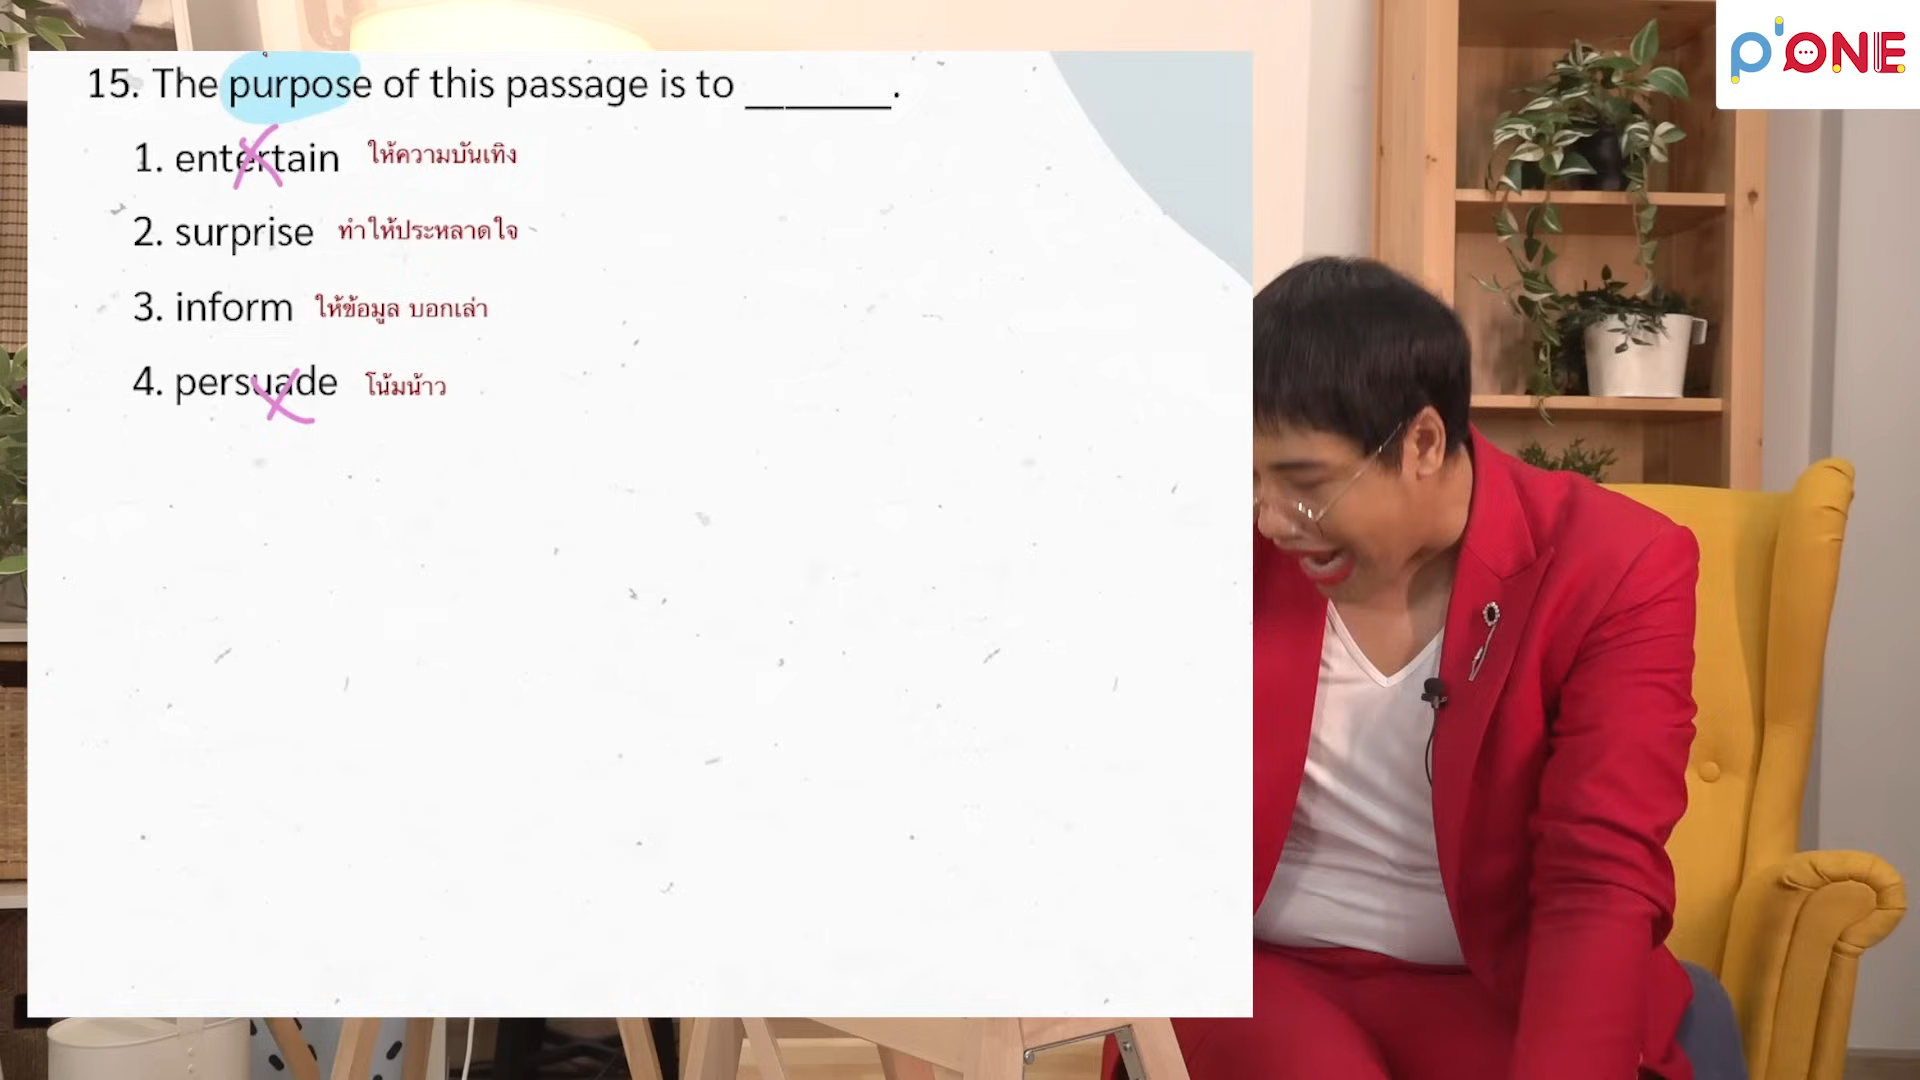 P'ONE
15. The purpose of this passage is to _______.
1. entertain ให้ความบันเทิง
2. surprise ทำให้ประหลาดใจ
3. inform ให้ข้อมูล บอกเล่า
4. persuade โน้มน้าว